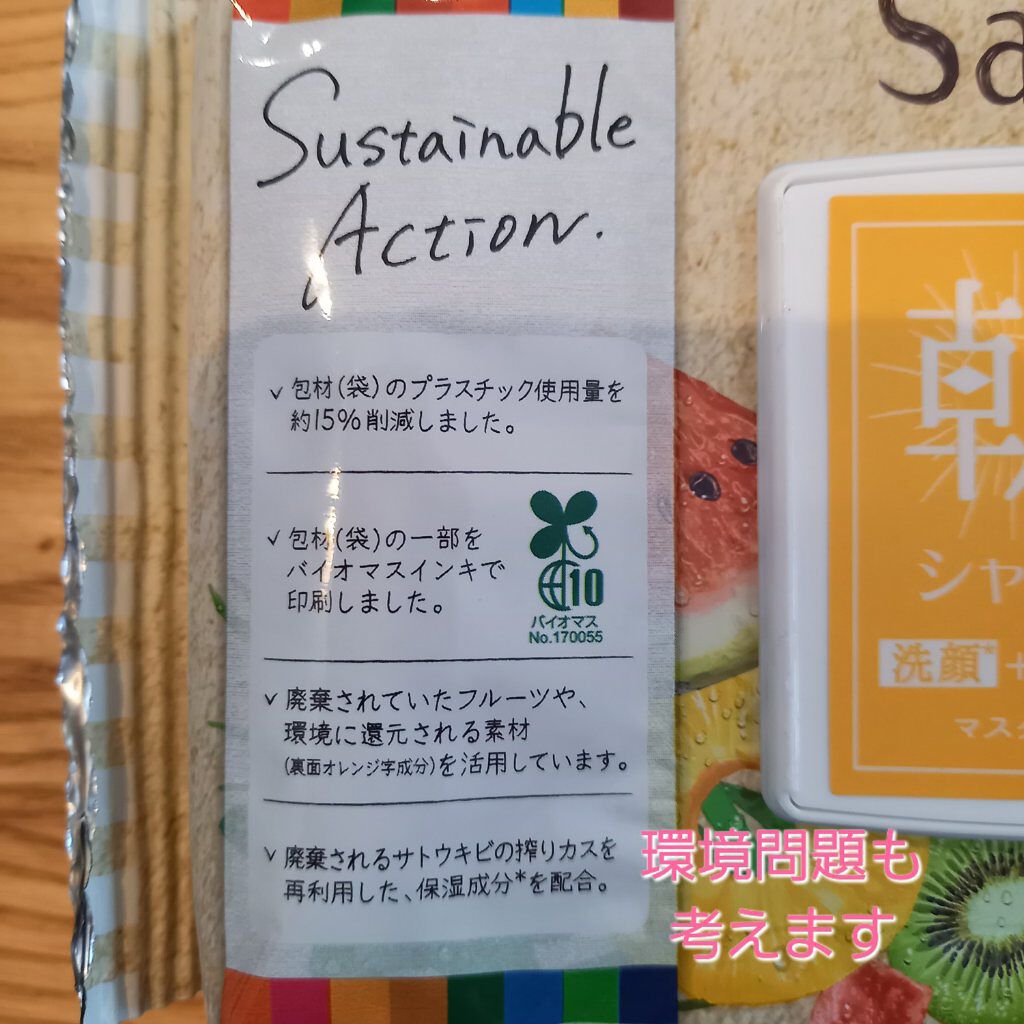 Sustainable
Action.
✓ 包材(袋)のプラスチック使用量を
約15%削減しました。
✓ 包材(袋)の一部を
バイオマスインキで
印刷しました。
10
バイオマス
No.170055
✓ 廃棄されていたフルーツや、
環境に還元される素材
(裏面オレンジ字成分)を活用しています。
✓ 廃棄されるサトウキビの搾りカスを
再利用した、保湿成分*を配合。
Sa
乾
シャ
洗顔*
マスク
環境問題も
考えます